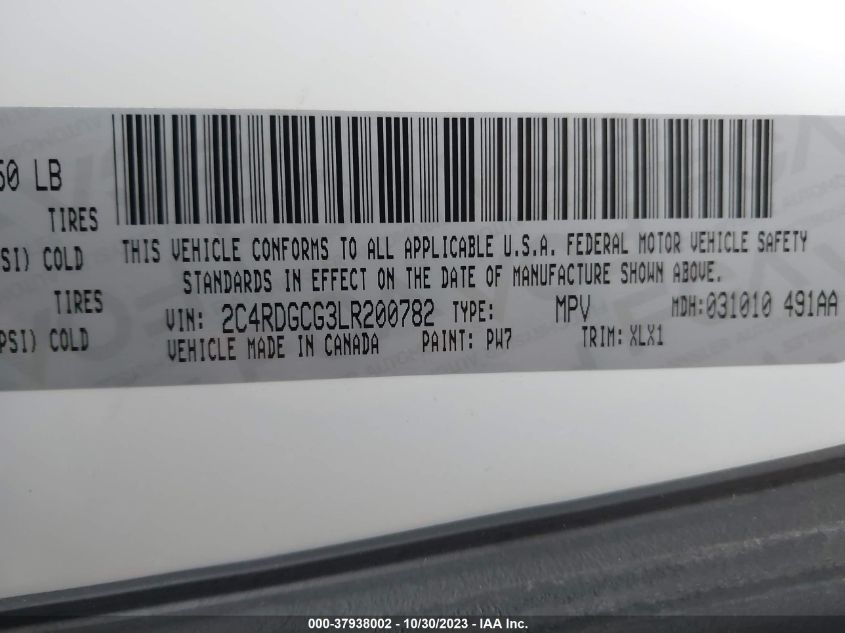 50 LB
TIRES
SI) COLD
TIRES
PSI) COLD
THIS VEHICLE CONFORMS TO ALL APPLICABLE U.S.A. FEDERAL MOTOR VEHICLE SAFETY
STANDARDS IN EFFECT ON THE DATE OF MANUFACTURE SHOWN ABOVE.
VIN: 2C4RDGCG3LR200782 TYPE: MPV MDH:031010 491AA
VEHICLE MADE IN CANADA PAINT: PW7 TRIM: XLX1
000-37938002 - 10/30/2023 - IAA Inc.